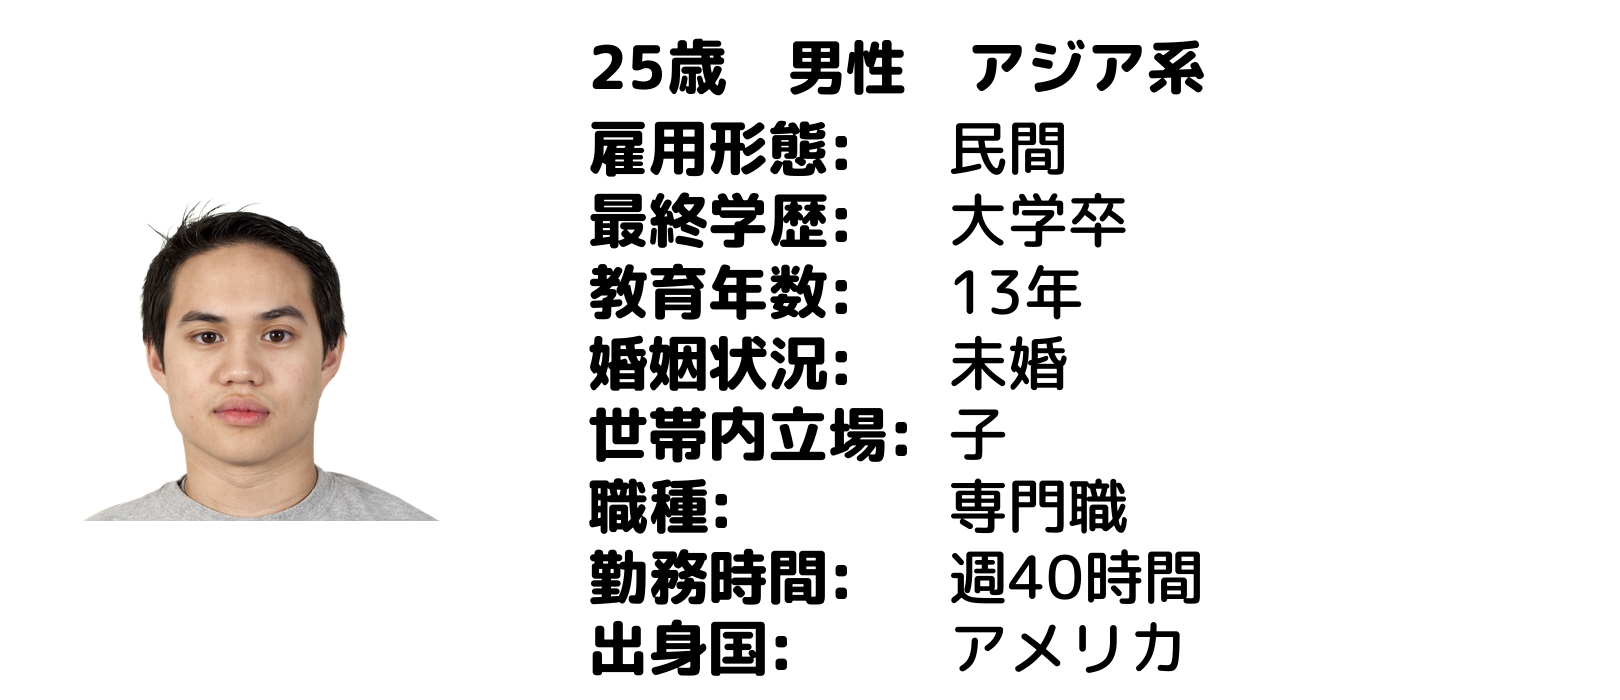 25歳　男性　アジア系
雇用形態:　民間
最終学歴:　大学卒
教育年数:　13年
婚姻状況:　未婚
世帯内立場:　子
職種:　専門職
勤務時間:　週40時間
出身国:　アメリカ